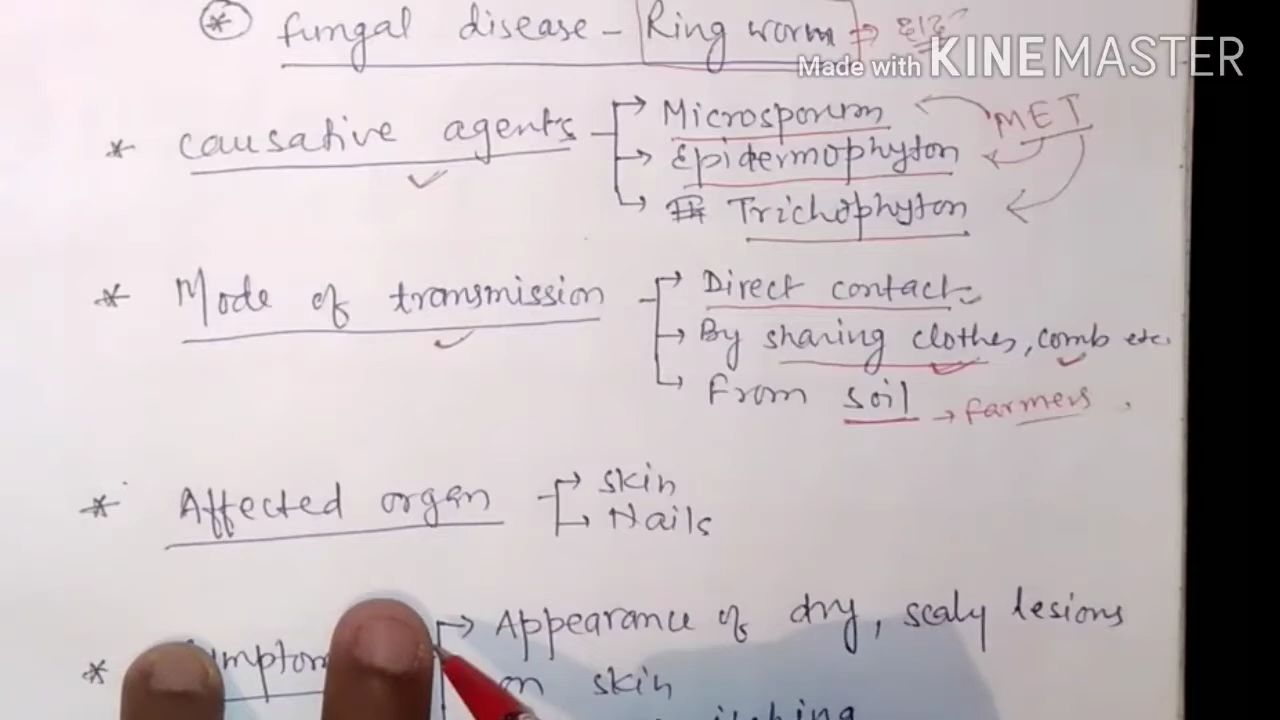 * fungal disease - Ring worm ⇒
Made with KINEMASTER
* Causative agents → Microsporum
MET
→ Epidermophyton
→ Trichophyton
* Mode of transmission → Direct contact
→ By sharing clothes, comb etc.
→ From soil → farmers.
* Affected organ → skin
→ Nails
→ Appearance of dry, scaly lesions
* on skin
itching